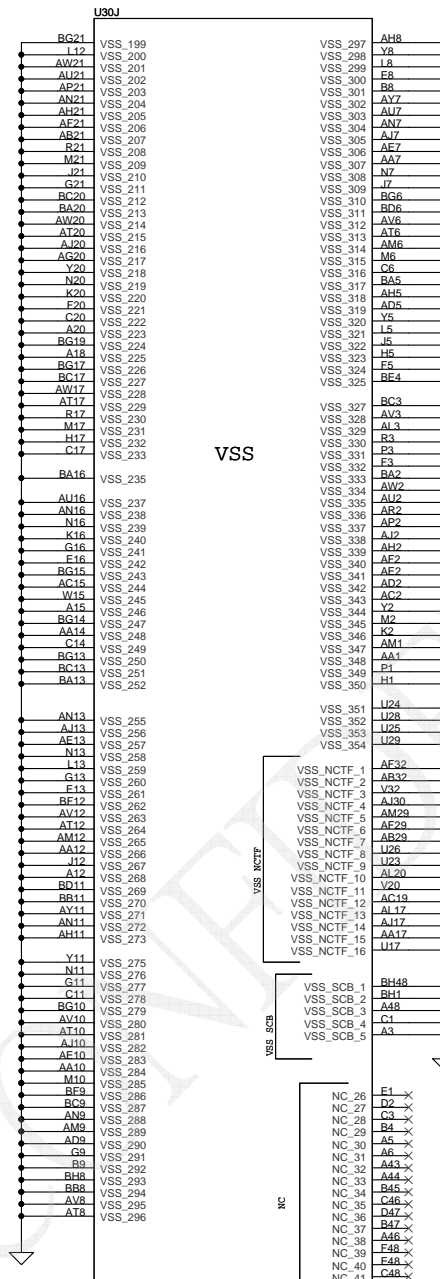 U30J
BG21 VSS_199
L12 VSS_200
AW21 VSS_201
AU21 VSS_202
AP21 VSS_203
AN21 VSS_204
AH21 VSS_205
AF21 VSS_206
AB21 VSS_207
R21 VSS_208
M21 VSS_209
J21 VSS_210
G21 VSS_211
BC20 VSS_212
BA20 VSS_213
AW20 VSS_214
AT20 VSS_215
AJ20 VSS_216
AG20 VSS_217
Y20 VSS_218
N20 VSS_219
K20 VSS_220
F20 VSS_221
C20 VSS_222
A20 VSS_223
BG19 VSS_224
A18 VSS_225
BG17 VSS_226
BC17 VSS_227
AW17 VSS_228
AT17 VSS_229
R17 VSS_230
M17 VSS_231
H17 VSS_232
C17 VSS_233
BA16 VSS_235
AU16 VSS_237
AN16 VSS_238
N16 VSS_239
K16 VSS_240
G16 VSS_241
E16 VSS_242
BG15 VSS_243
AC15 VSS_244
W15 VSS_245
A15 VSS_246
BG14 VSS_247
AA14 VSS_248
C14 VSS_249
BG13 VSS_250
BC13 VSS_251
BA13 VSS_252
AN13 VSS_255
AJ13 VSS_256
AE13 VSS_257
N13 VSS_258
L13 VSS_259
G13 VSS_260
E13 VSS_261
BF12 VSS_262
AV12 VSS_263
AT12 VSS_264
AM12 VSS_265
AA12 VSS_266
J12 VSS_267
A12 VSS_268
BD11 VSS_269
BB11 VSS_270
AY11 VSS_271
AN11 VSS_272
AH11 VSS_273
Y11 VSS_275
N11 VSS_276
G11 VSS_277
C11 VSS_278
BG10 VSS_279
AV10 VSS_280
AT10 VSS_281
AJ10 VSS_282
AE10 VSS_283
AA10 VSS_284
M10 VSS_285
BF9 VSS_286
BC9 VSS_287
AN9 VSS_288
AM9 VSS_289
AD9 VSS_290
G9 VSS_291
B9 VSS_292
BH8 VSS_293
BB8 VSS_294
AV8 VSS_295
AT8 VSS_296
VSS
VSS_297 AH8
VSS_298 Y8
VSS_299 L8
VSS_300 E8
VSS_301 B8
VSS_302 AY7
VSS_303 AU7
VSS_304 AN7
VSS_305 AJ7
VSS_306 AE7
VSS_307 AA7
VSS_308 N7
VSS_309 J7
VSS_310 BG6
VSS_311 BD6
VSS_312 AV6
VSS_313 AT6
VSS_314 AM6
VSS_315 M6
VSS_316 C6
VSS_317 BA5
VSS_318 AH5
VSS_319 AD5
VSS_320 Y5
VSS_321 L5
VSS_322 J5
VSS_323 H5
VSS_324 F5
VSS_325 BE4
VSS_327 BC3
VSS_328 AV3
VSS_329 AL3
VSS_330 R3
VSS_331 P3
VSS_332 F3
VSS_333 BA2
VSS_334 AW2
VSS_335 AU2
VSS_336 AR2
VSS_337 AP2
VSS_338 AJ2
VSS_339 AH2
VSS_340 AF2
VSS_341 AE2
VSS_342 AD2
VSS_343 AC2
VSS_344 Y2
VSS_345 M2
VSS_346 K2
VSS_347 AM1
VSS_348 AA1
VSS_349 P1
VSS_350 H1
VSS_351 U24
VSS_352 U28
VSS_353 U25
VSS_354 U29
VSS NCTF
VSS_NCTF_1 AF32
VSS_NCTF_2 AB32
VSS_NCTF_3 V32
VSS_NCTF_4 AJ30
VSS_NCTF_5 AM29
VSS_NCTF_6 AF29
VSS_NCTF_7 AB29
VSS_NCTF_8 U26
VSS_NCTF_9 U23
VSS_NCTF_10 AL20
VSS_NCTF_11 V20
VSS_NCTF_12 AC19
VSS_NCTF_13 AL17
VSS_NCTF_14 AJ17
VSS_NCTF_15 AA17
VSS_NCTF_16 U17
VSS SCB
VSS_SCB_1 BH48
VSS_SCB_2 BH1
VSS_SCB_3 A48
VSS_SCB_4 C1
VSS_SCB_5 A3
NC
NC_26 E1
NC_27 D2
NC_28 C3
NC_29 B4
NC_30 A5
NC_31 A6
NC_32 A43
NC_33 A44
NC_34 B45
NC_35 C46
NC_36 D47
NC_37 B47
NC_38 A46
NC_39 F48
NC_40 E48
NC_41 C48